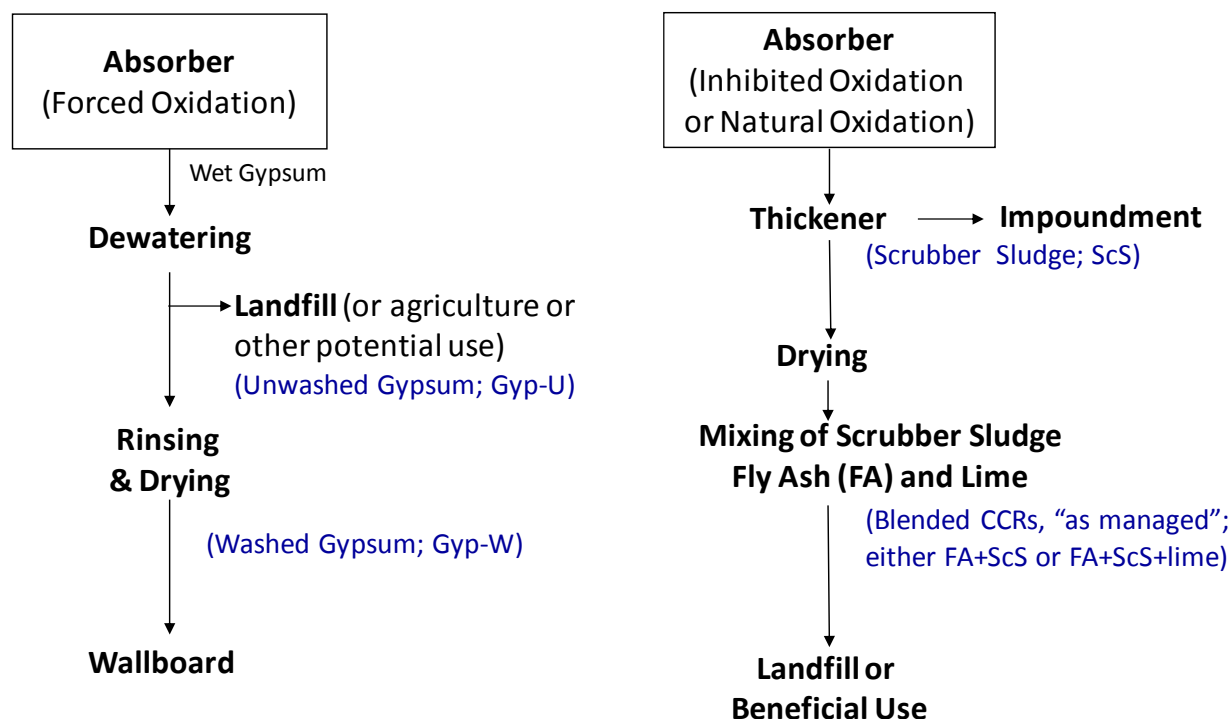 Absorber
(Forced Oxidation)
Wet Gypsum
Dewatering
Landfill (or agriculture or
other potential use)
(Unwashed Gypsum; Gyp-U)
Rinsing
& Drying
(Washed Gypsum; Gyp-W)
Wallboard
Absorber
(Inhibited Oxidation
or Natural Oxidation)
Thickener
Impoundment
(Scrubber Sludge; ScS)
Drying
Mixing of Scrubber Sludge
Fly Ash (FA) and Lime
(Blended CCRs, “as managed”;
either FA+ScS or FA+ScS+lime)
Landfill or
Beneficial Use